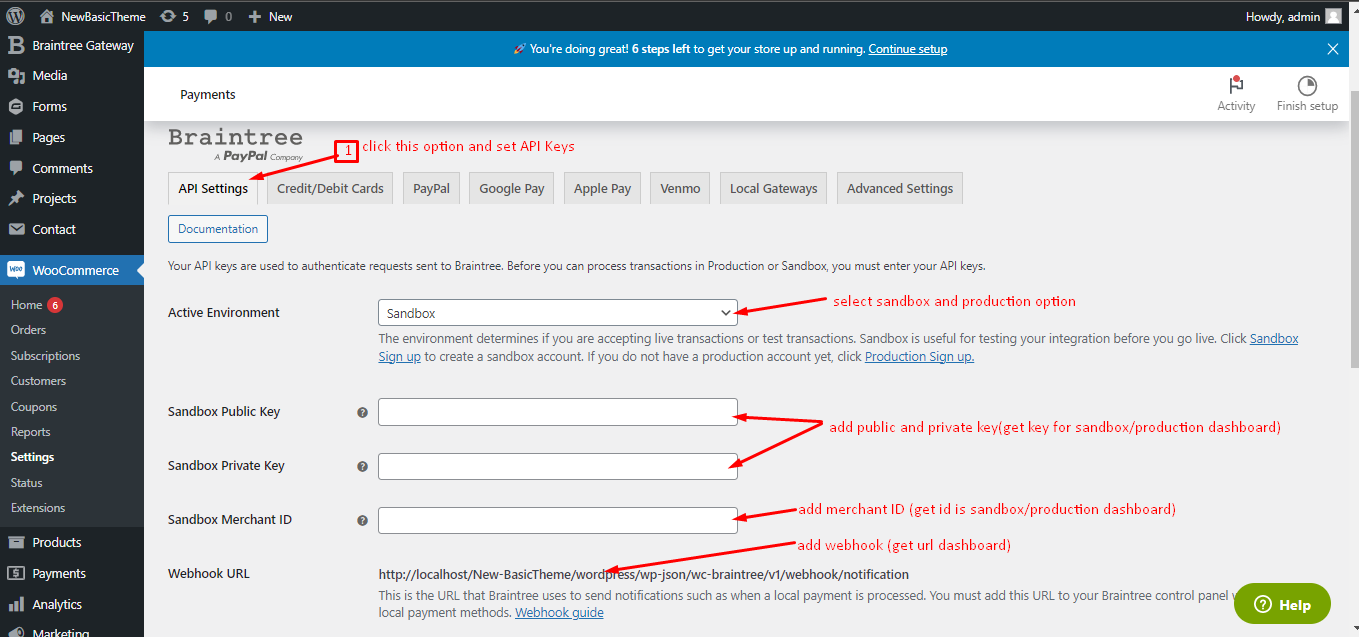 NewBasicTheme 5 0 New Howdy, admin
Braintree Gateway
Media
Forms
Pages
Comments
Projects
Contact
WooCommerce
Home 6
Orders
Subscriptions
Customers
Coupons
Reports
Settings
Status
Extensions
Products
Payments
Analytics
Marketing
You're doing great! 6 steps left to get your store up and running. Continue setup
Payments
Activity
Finish setup
Braintree
A PayPal Company
1 click this option and set API Keys
API Settings Credit/Debit Cards PayPal Google Pay Apple Pay Venmo Local Gateways Advanced Settings
Documentation
Your API keys are used to authenticate requests sent to Braintree. Before you can process transactions in Production or Sandbox, you must enter your API keys.
Active Environment
Sandbox
select sandbox and production option
The environment determines if you are accepting live transactions or test transactions. Sandbox is useful for testing your integration before you go live. Click Sandbox
Sign up to create a sandbox account. If you do not have a production account yet, click Production Sign up.
Sandbox Public Key
add public and private key(get key for sandbox/production dashboard)
Sandbox Private Key
Sandbox Merchant ID
add merchant ID (get id is sandbox/production dashboard)
add webhook (get url dashboard)
Webhook URL
http://localhost/New-BasicTheme/wordpress/wp-json/wc-braintree/v1/webhook/notification
This is the URL that Braintree uses to send notifications such as when a local payment is processed. You must add this URL to your Braintree control panel
local payment methods. Webhook guide
Help